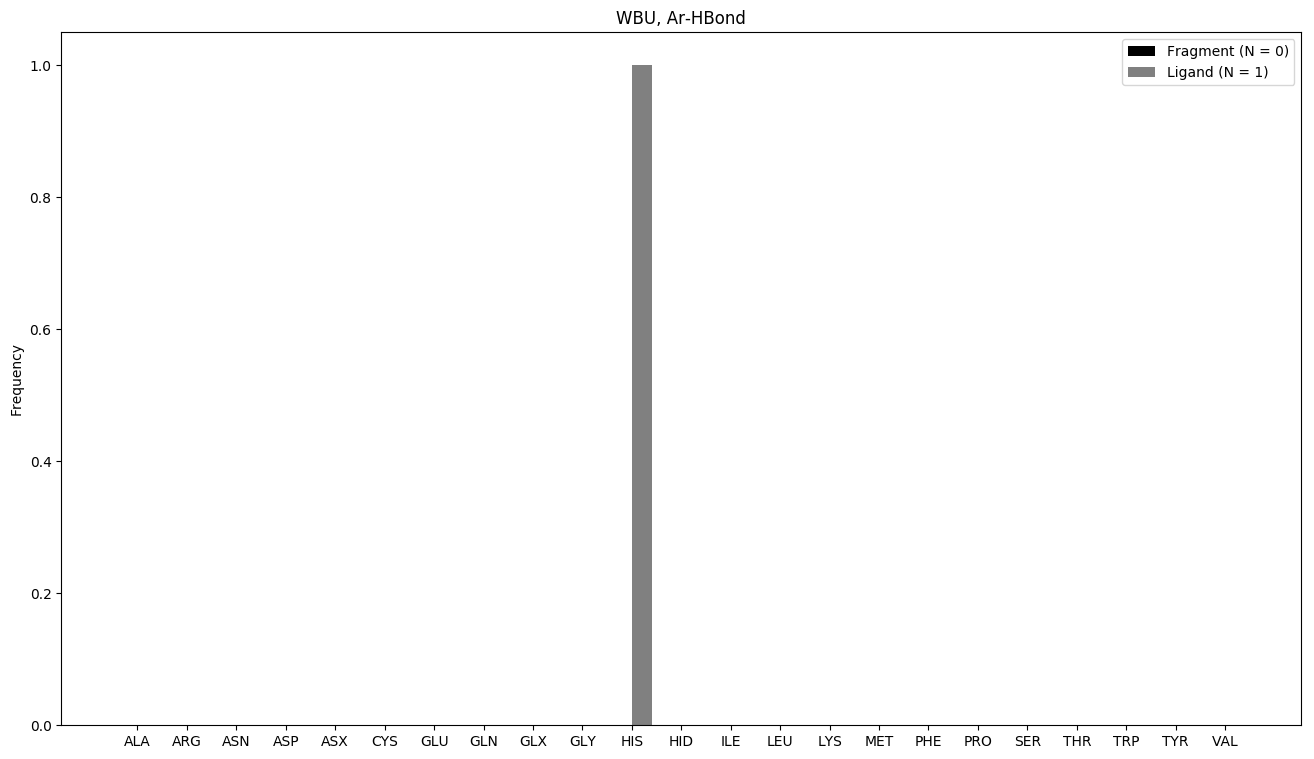 WBU, Ar-HBond
Fragment (N = 0)
Ligand (N = 1)
Frequency
1.0
0.8
0.6
0.4
0.2
0.0
ALA ARG ASN ASP ASX CYS GLU GLN GLX GLY HIS HID ILE LEU LYS MET PHE PRO SER THR TRP TYR VAL